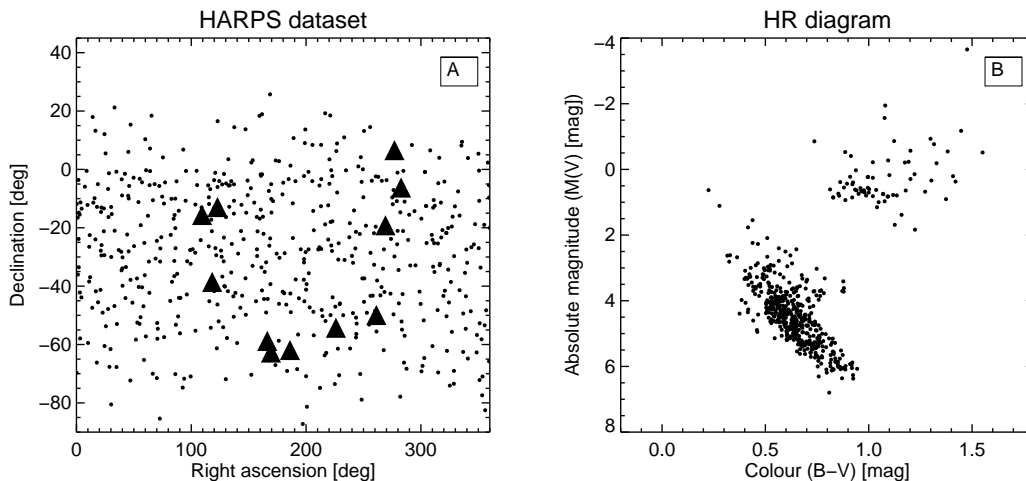 HARPS dataset
A
40
20
0
−20
−40
−60
−80
Declination [deg]
0
100
200
300
Right ascension [deg]
HR diagram
B
−4
−2
0
2
4
6
8
Absolute magnitude (M(V) [mag])
0.0
0.5
1.0
1.5
Colour (B−V) [mag]